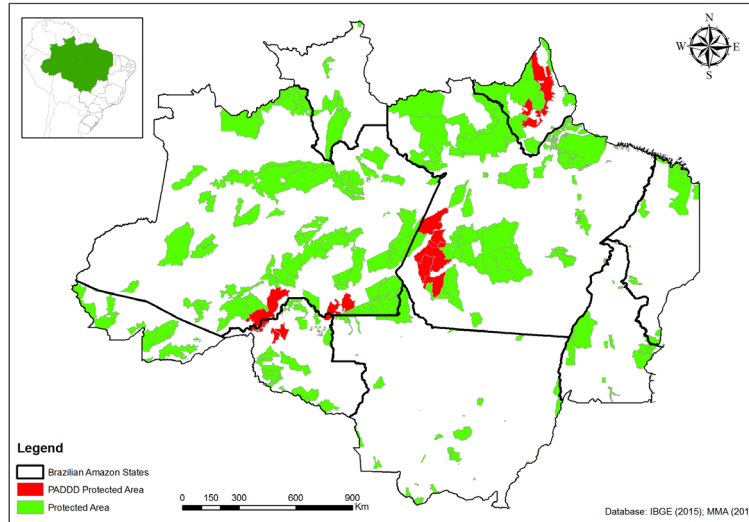 N
W E
S
Legend
Brazilian Amazon States
PADDD Protected Area
Protected Area
0 150 300 600 900
Km
Database: IBGE (2015); MMA (201